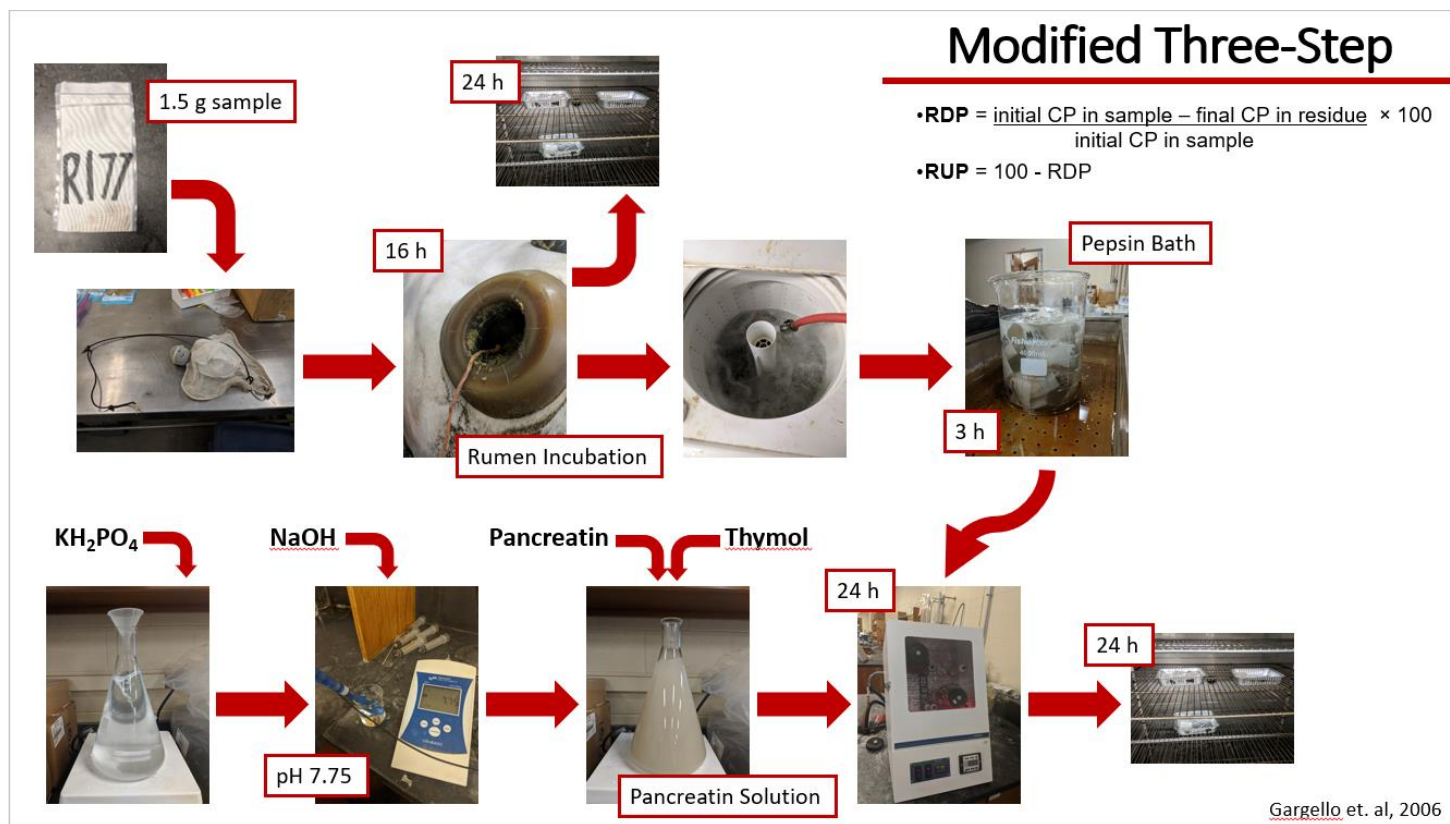 Modified Three-Step
•RDP = initial CP in sample – final CP in residue × 100
initial CP in sample
•RUP = 100 - RDP
1.5 g sample
R177
24 h
16 h
Rumen Incubation
Pepsin Bath
3 h
KH₂PO₄
NaOH
pH 7.75
Pancreatin
Thymol
Pancreatin Solution
24 h
24 h
Gargello et. al, 2006